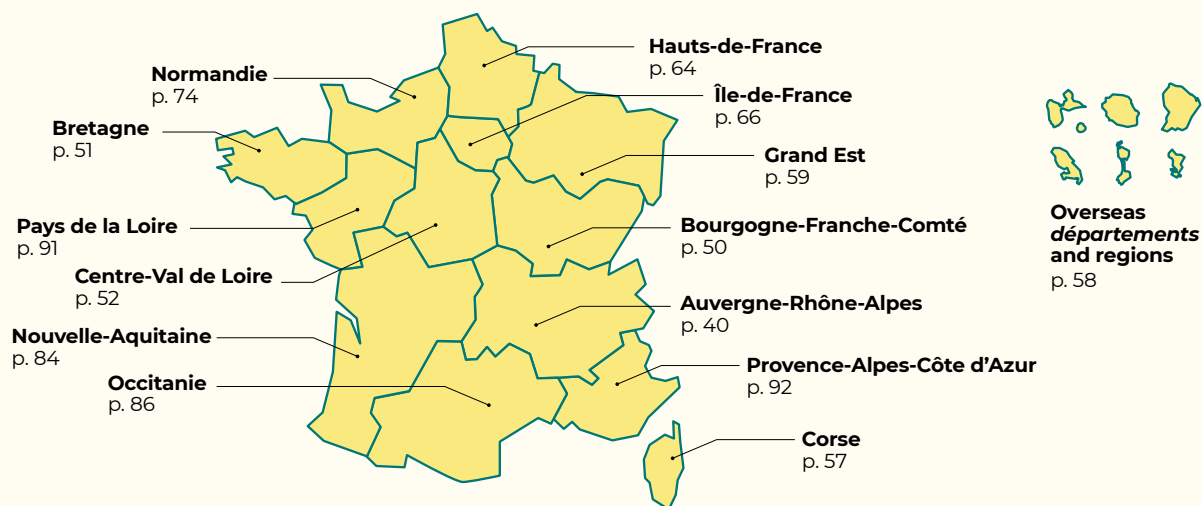 Hauts-de-France
p. 64
Normandie
p. 74
Île-de-France
p. 66
Bretagne
p. 51
Grand Est
p. 59
Pays de la Loire
p. 91
Bourgogne-Franche-Comté
p. 50
Overseas
départements
and regions
p. 58
Centre-Val de Loire
p. 52
Auvergne-Rhône-Alpes
p. 40
Nouvelle-Aquitaine
p. 84
Provence-Alpes-Côte d’Azur
p. 92
Occitanie
p. 86
Corse
p. 57